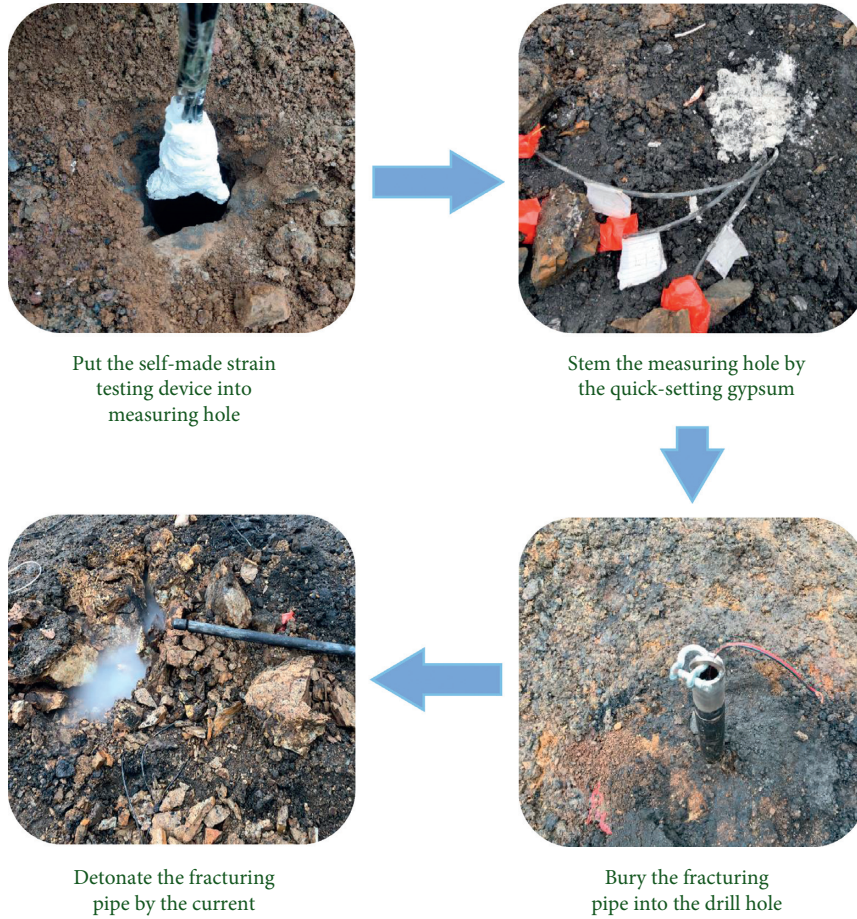 Put the self-made strain
testing device into
measuring hole
Stem the measuring hole by
the quick-setting gypsum
Bury the fracturing
pipe into the drill hole
Detonate the fracturing
pipe by the current